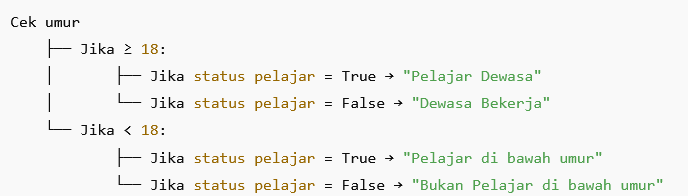 Cek umur
├── Jika ≥ 18:
│ ├── Jika status pelajar = True → "Pelajar Dewasa"
│ └── Jika status pelajar = False → "Dewasa Bekerja"
└── Jika < 18:
├── Jika status pelajar = True → "Pelajar di bawah umur"
└── Jika status pelajar = False → "Bukan Pelajar di bawah umur"